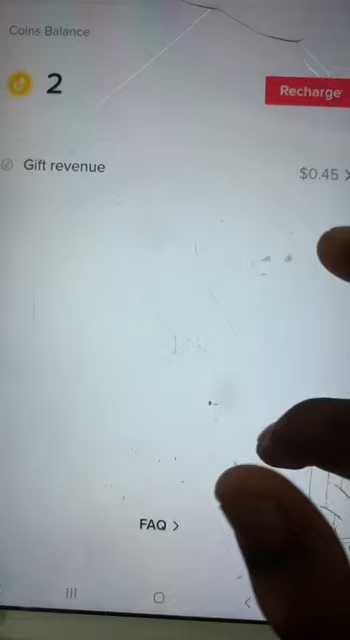 Coins Balance
2
Recharge
Gift revenue
$0.45 >
FAQ >